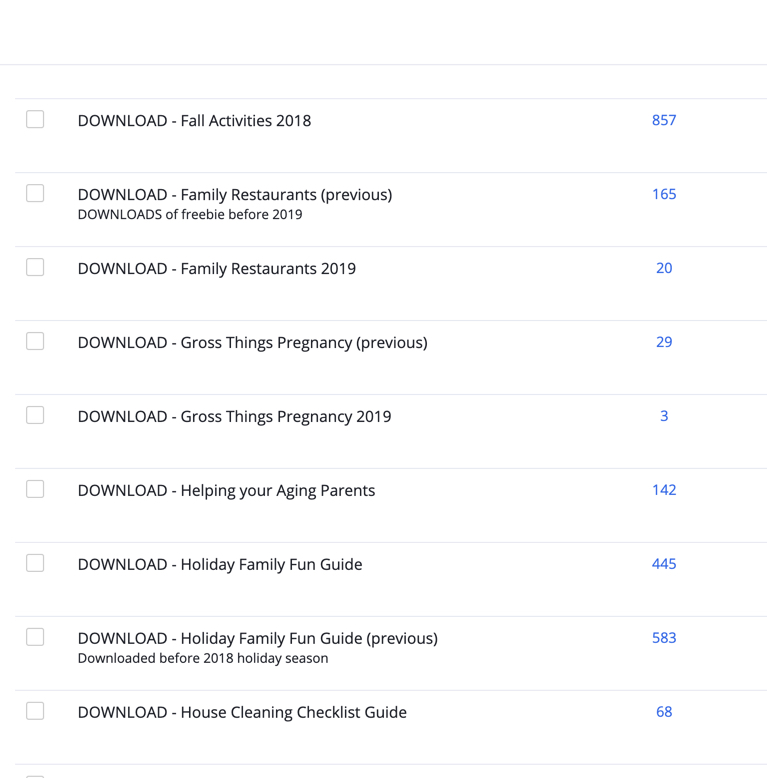 DOWNLOAD - Fall Activities 2018 857
DOWNLOAD - Family Restaurants (previous) 165
DOWNLOADS of freebie before 2019
DOWNLOAD - Family Restaurants 2019 20
DOWNLOAD - Gross Things Pregnancy (previous) 29
DOWNLOAD - Gross Things Pregnancy 2019 3
DOWNLOAD - Helping your Aging Parents 142
DOWNLOAD - Holiday Family Fun Guide 445
DOWNLOAD - Holiday Family Fun Guide (previous) 583
Downloaded before 2018 holiday season
DOWNLOAD - House Cleaning Checklist Guide 68